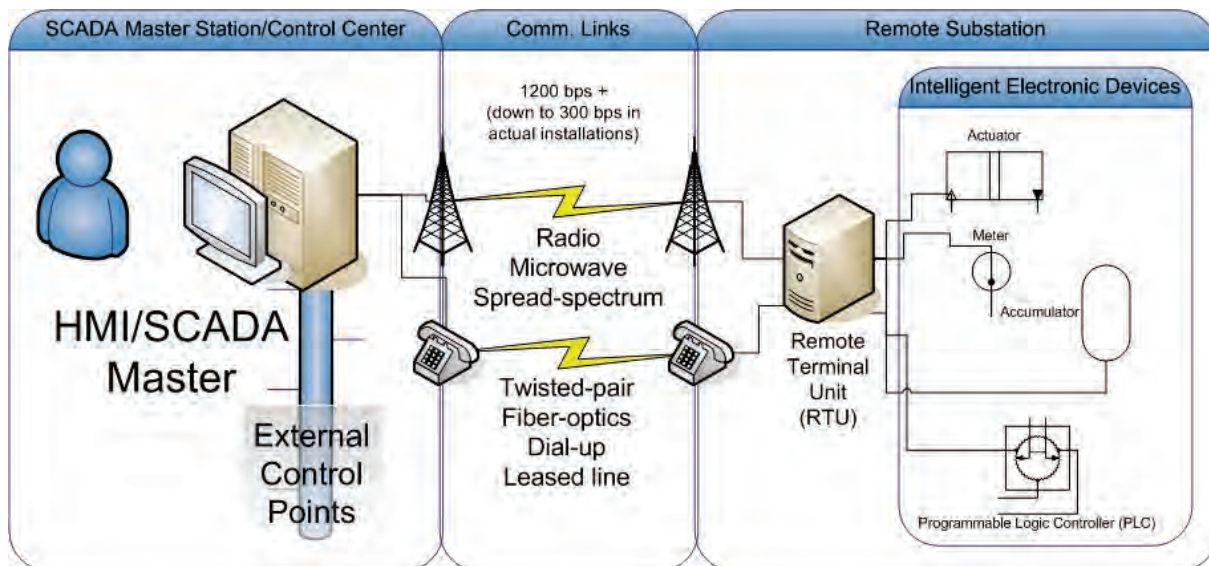 SCADA Master Station/Control Center
Comm. Links
Remote Substation
Intelligent Electronic Devices
1200 bps +
(down to 300 bps in
actual installations)
Actuator
Radio
Microwave
Spread-spectrum
Meter
Accumulator
HMI/SCADA
Master
Remote
Terminal
Unit
(RTU)
Twisted-pair
Fiber-optics
Dial-up
Leased line
External
Control
Points
Programmable Logic Controller (PLC)